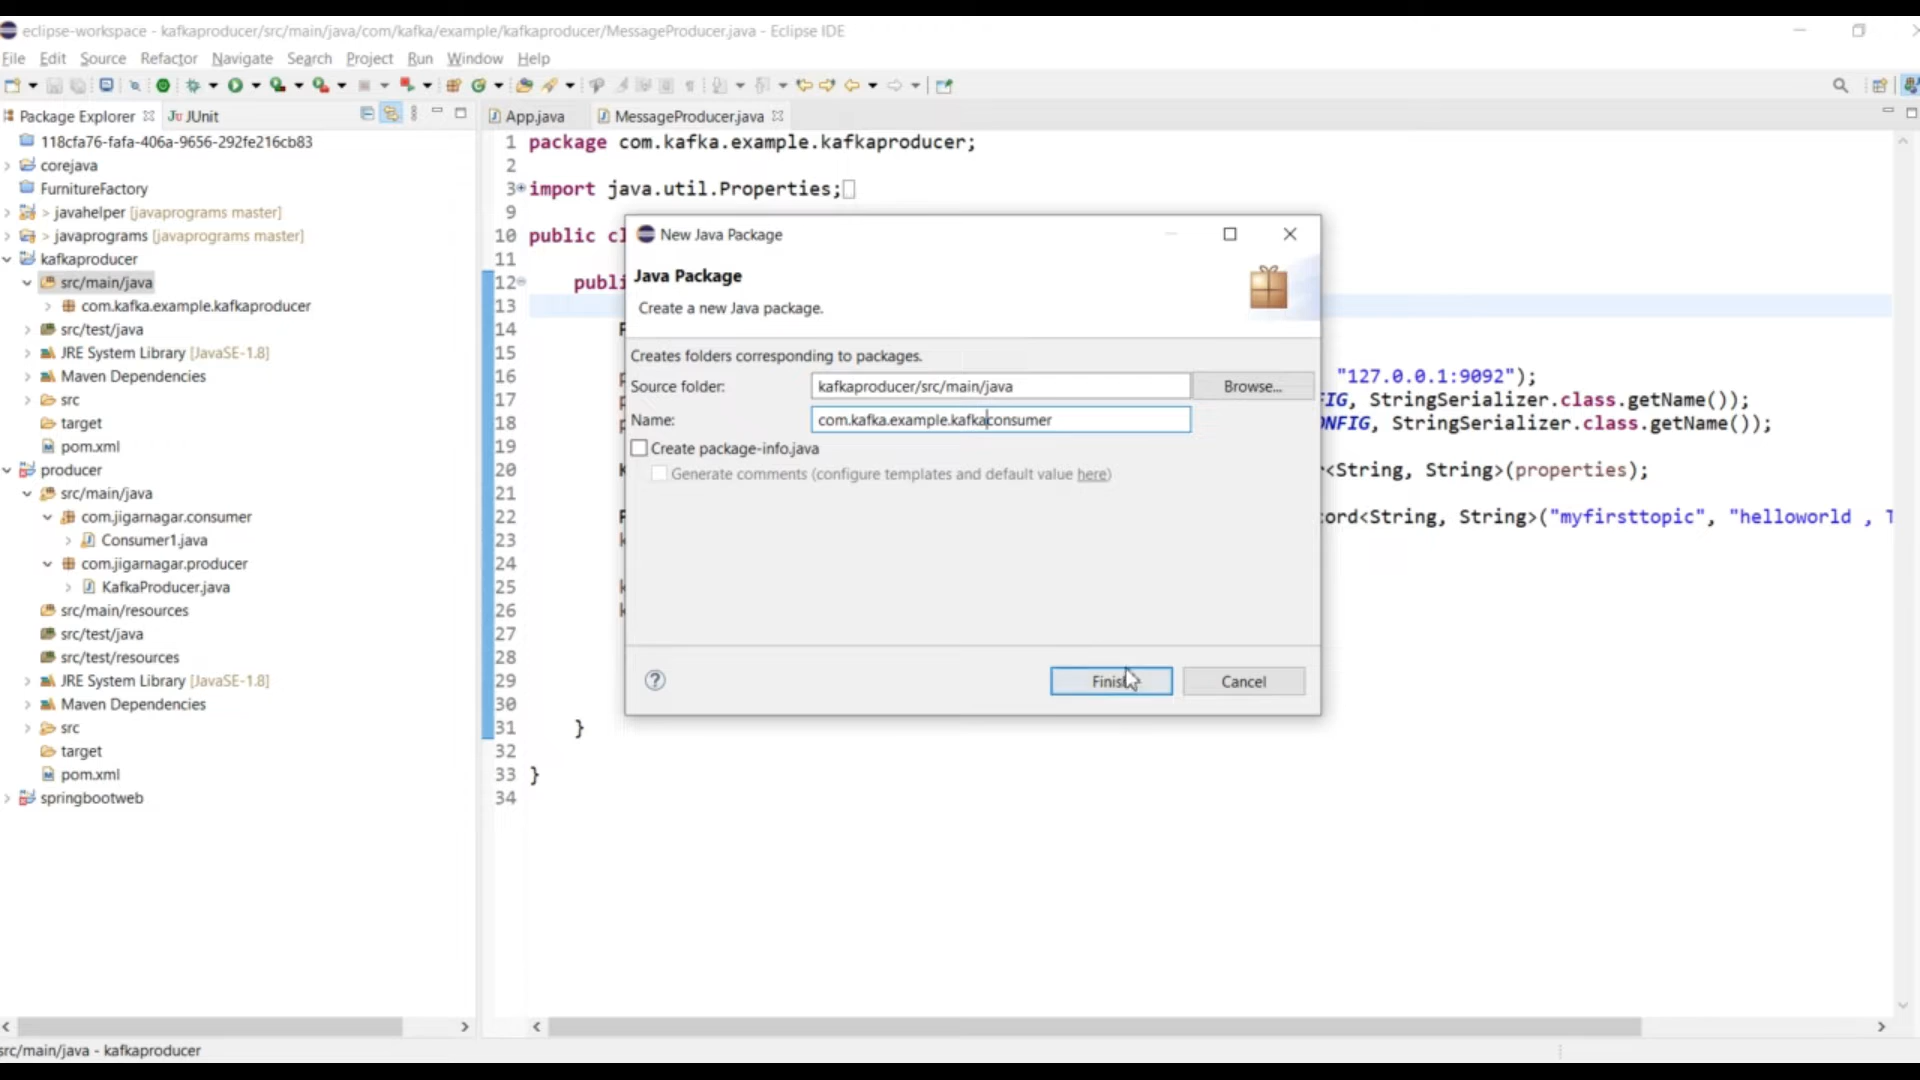 eclipse-workspace - kafkaproducer/src/main/java/com/kafka/example/kafkaproducer/MessageProducer.java - Eclipse IDE
File Edit Source Refactor Navigate Search Project Run Window Help
Package Explorer JUnit
118cfa76-fafa-406a-9656-292fe216cb83
corejava
FurnitureFactory
> javahelper [javaprograms master]
> javaprograms [javaprograms master]
kafkaproducer
src/main/java
com.kafka.example.kafkaproducer
src/test/java
JRE System Library [JavaSE-1.8]
Maven Dependencies
src
target
pom.xml
producer
src/main/java
com.jigarnagar.consumer
Consumer1.java
com.jigarnagar.producer
KafkaProducer.java
src/main/resources
src/test/java
src/test/resources
JRE System Library [JavaSE-1.8]
Maven Dependencies
src
target
pom.xml
springbootweb
App.java MessageProducer.java
1 package com.kafka.example.kafkaproducer;
2
3 import java.util.Properties;
9
10 public cl
11
12 publi
13
14
15
16 "127.0.0.1:9092");
17 IG, StringSerializer.class.getName());
18 NFIG, StringSerializer.class.getName());
19
20 <String, String>(properties);
21
22 ord<String, String>("myfirsttopic", "helloworld , T
23
24
25
26
27
28
29
30
31 }
32
33 }
34
New Java Package
Java Package
Create a new Java package.
Creates folders corresponding to packages.
Source folder: kafkaproducer/src/main/java Browse...
Name: com.kafka.example.kafkaconsumer
Create package-info.java
Generate comments (configure templates and default value here)
Finish Cancel
src/main/java - kafkaproducer